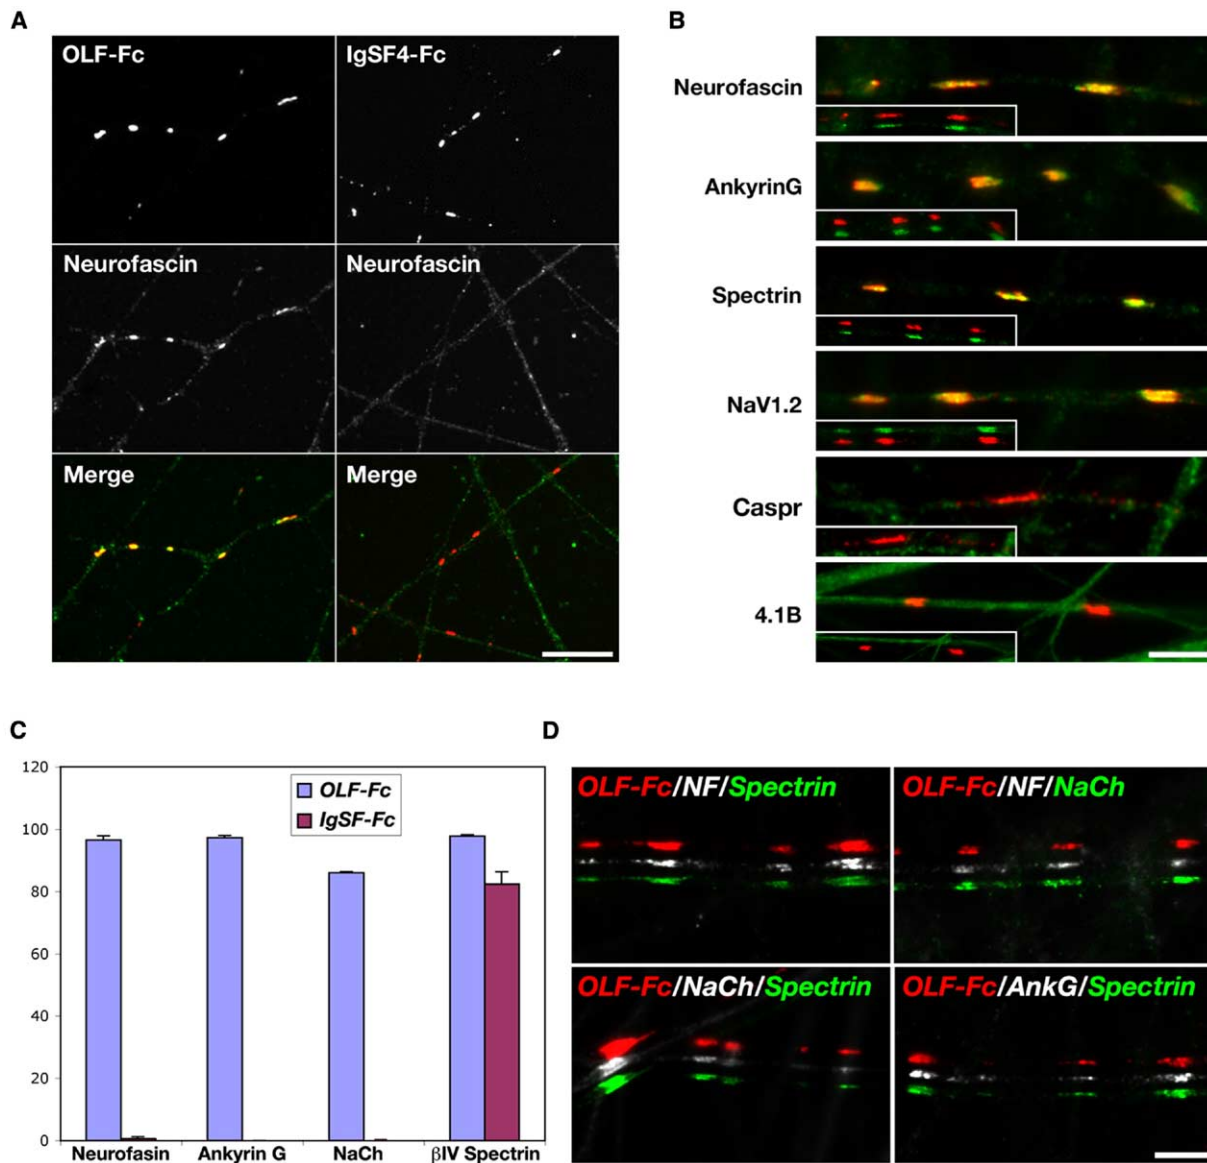 A
OLF-Fc
IgSF4-Fc
Neurofascin
Neurofascin
Merge
Merge
B
Neurofascin
AnkyrinG
Spectrin
NaV1.2
Caspr
4.1B
C
120
100
80
60
40
20
0
OLF-Fc
IgSF-Fc
Neurofasin
Ankyrin G
NaCh
βIV Spectrin
D
OLF-Fc/NF/Spectrin
OLF-Fc/NF/NaCh
OLF-Fc/NaCh/Spectrin
OLF-Fc/AnkG/Spectrin